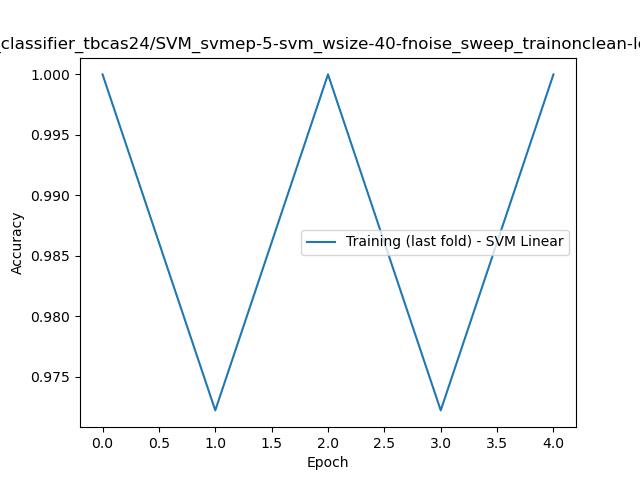 _classifier_tbcas24/SVM_svmep-5-svm_wsize-40-fnoise_sweep_trainonclean-l
1.000
0.995
0.990
0.985
0.980
0.975
Accuracy
Training (last fold) - SVM Linear
0.0 0.5 1.0 1.5 2.0 2.5 3.0 3.5 4.0
Epoch